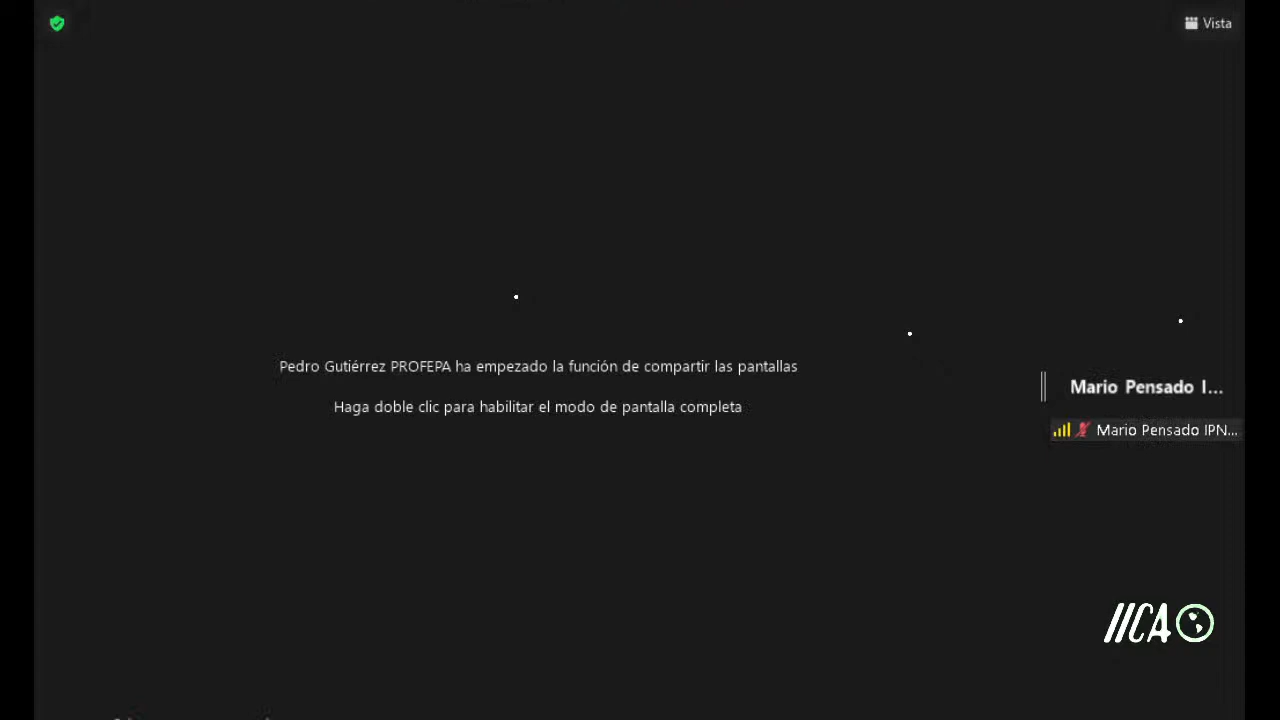 Vista
Pedro Gutiérrez PROFEPA ha empezado la función de compartir las pantallas
Haga doble clic para habilitar el modo de pantalla completa
Mario Pensado I...
Mario Pensado IPN...
IICA